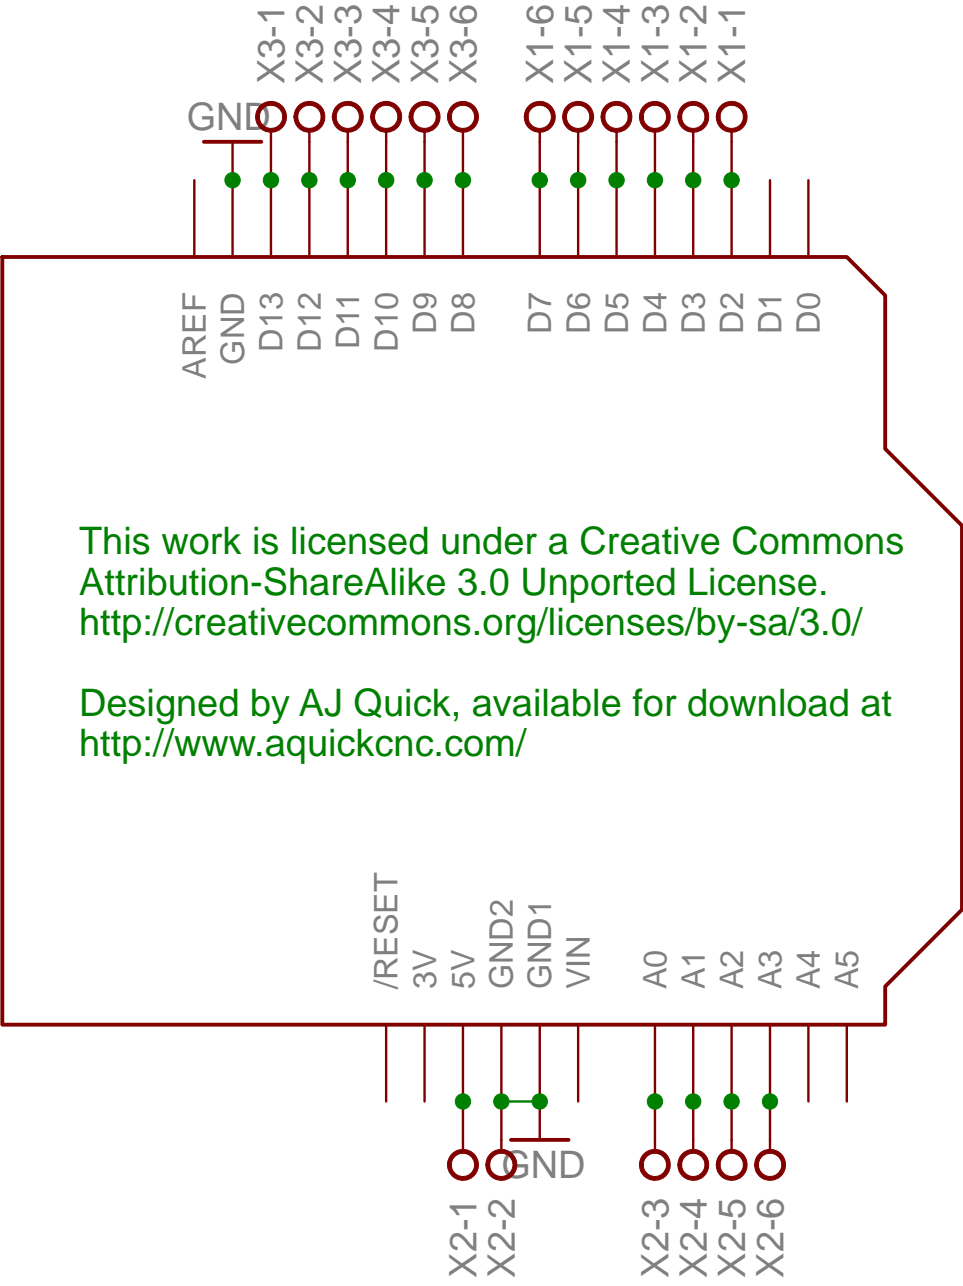 X3-1
X3-2
X3-3
X3-4
X3-5
X3-6
X1-6
X1-5
X1-4
X1-3
X1-2
X1-1
GND
AREF
GND
D13
D12
D11
D10
D9
D8
D7
D6
D5
D4
D3
D2
D1
D0
This work is licensed under a Creative Commons
Attribution-ShareAlike 3.0 Unported License.
http://creativecommons.org/licenses/by-sa/3.0/
Designed by AJ Quick, available for download at
http://www.aquickcnc.com/
/RESET
3V
5V
GND2
GND1
VIN
A0
A1
A2
A3
A4
A5
GND
X2-1
X2-2
X2-3
X2-4
X2-5
X2-6